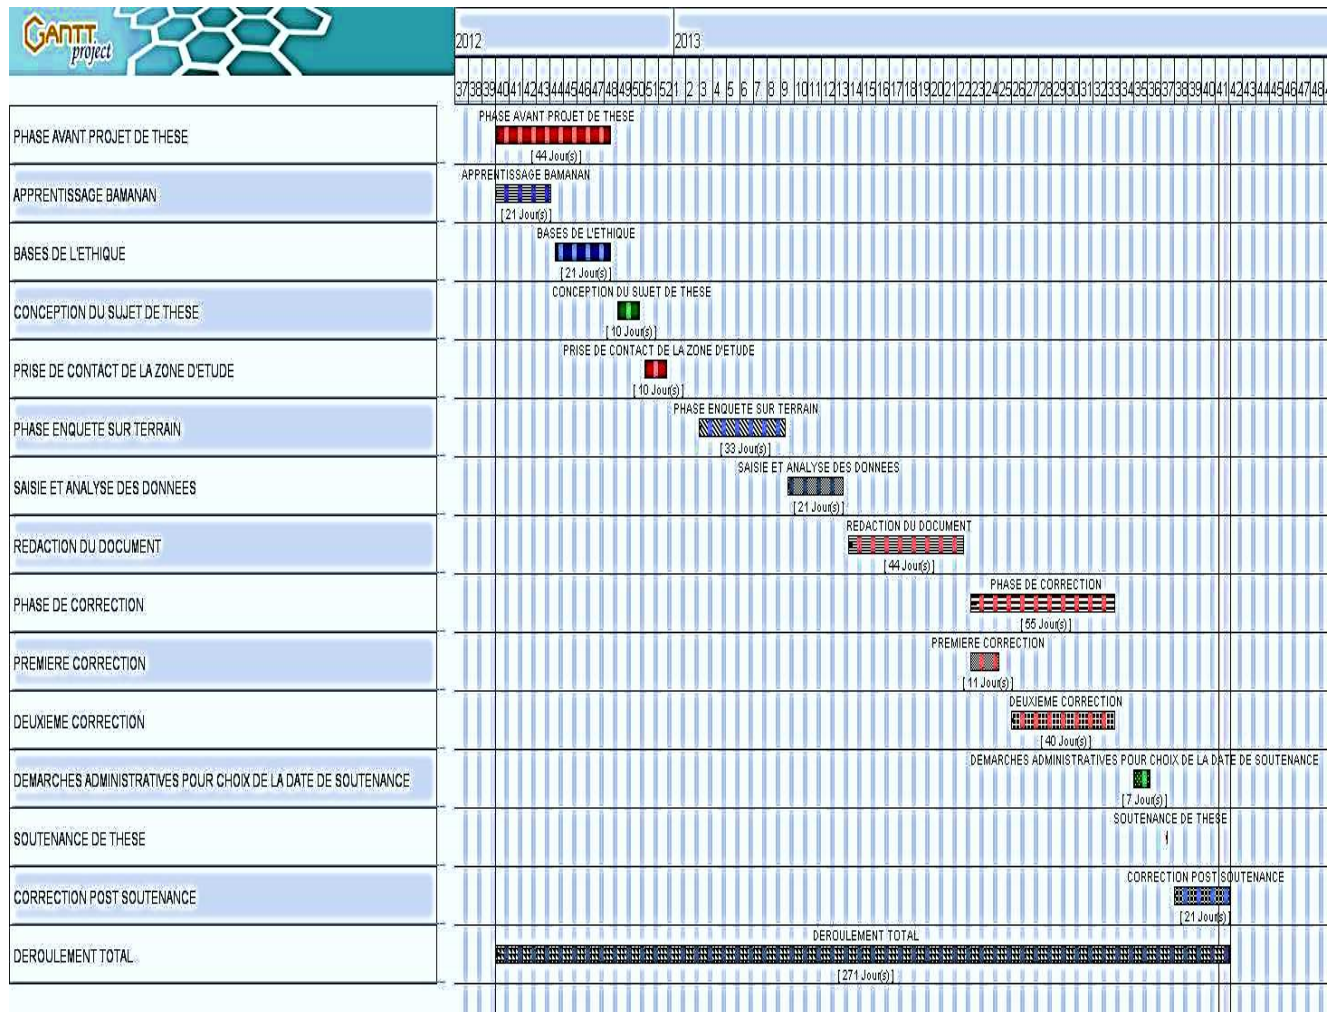 GANTT
project
2012 2013
37 38 39 40 41 42 43 44 45 46 47 48 49 50 51 52 1 2 3 4 5 6 7 8 9 10 11 12 13 14 15 16 17 18 19 20 21 22 23 24 25 26 27 28 29 30 31 32 33 34 35 36 37 38 39 40 41 42 43 44 45 46 47 48
PHASE AVANT PROJET DE THESE
PHASE AVANT PROJET DE THESE
[ 44 Jour(s) ]
APPRENTISSAGE BAMANAN
APPRENTISSAGE BAMANAN
[ 21 Jour(s) ]
BASES DE L'ETHIQUE
BASES DE L'ETHIQUE
[ 21 Jour(s) ]
CONCEPTION DU SUJET DE THESE
CONCEPTION DU SUJET DE THESE
[ 10 Jour(s) ]
PRISE DE CONTACT DE LA ZONE D'ETUDE
PRISE DE CONTACT DE LA ZONE D'ETUDE
[ 10 Jour(s) ]
PHASE ENQUETE SUR TERRAIN
PHASE ENQUETE SUR TERRAIN
[ 33 Jour(s) ]
SAISIE ET ANALYSE DES DONNEES
SAISIE ET ANALYSE DES DONNEES
[ 21 Jour(s) ]
REDACTION DU DOCUMENT
REDACTION DU DOCUMENT
[ 44 Jour(s) ]
PHASE DE CORRECTION
PHASE DE CORRECTION
[ 55 Jour(s) ]
PREMIERE CORRECTION
PREMIERE CORRECTION
[ 11 Jour(s) ]
DEUXIEME CORRECTION
DEUXIEME CORRECTION
[ 40 Jour(s) ]
DEMARCHES ADMINISTRATIVES POUR CHOIX DE LA DATE DE SOUTENANCE
DEMARCHES ADMINISTRATIVES POUR CHOIX DE LA DATE DE SOUTENANCE
[ 7 Jour(s) ]
SOUTENANCE DE THESE
SOUTENANCE DE THESE
CORRECTION POST SOUTENANCE
CORRECTION POST SOUTENANCE
[ 21 Jour(s) ]
DEROULEMENT TOTAL
DEROULEMENT TOTAL
[ 271 Jour(s) ]